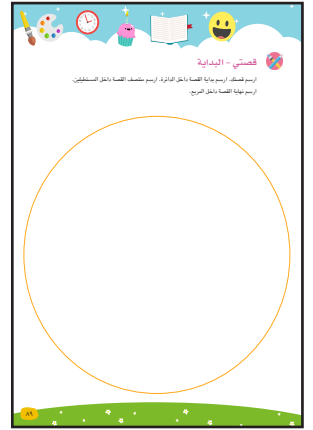 قصتي - البداية
ارسم قصتك. ارسم بداية القصة داخل الدائرة. ارسم منتصف القصة داخل المستطيلين.
ارسم نهاية القصة داخل المربع.
٨٩